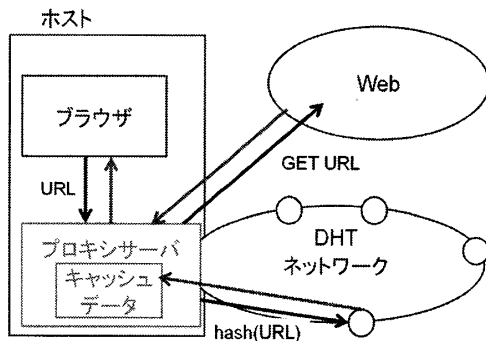 ホスト
ブラウザ
URL
プロキシサーバ
キャッシュ
データ
Web
GET URL
DHT
ネットワーク
hash(URL)